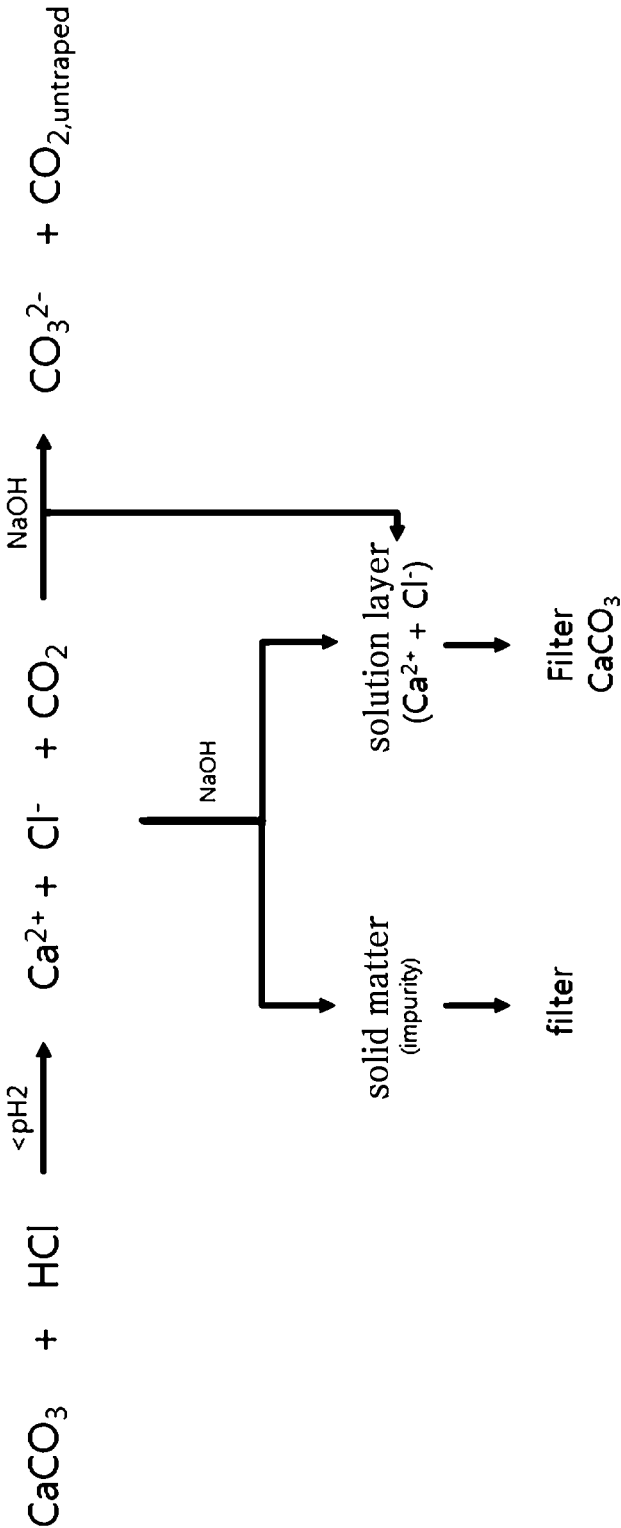 CaCO₃ + HCl <pH2 Ca²⁺ + Cl⁻ + CO₂ NaOH CO₃²⁻ + CO₂,untraped
NaOH
solid matter
(impurity)
filter
solution layer
(Ca²⁺ + Cl⁻)
Filter
CaCO₃